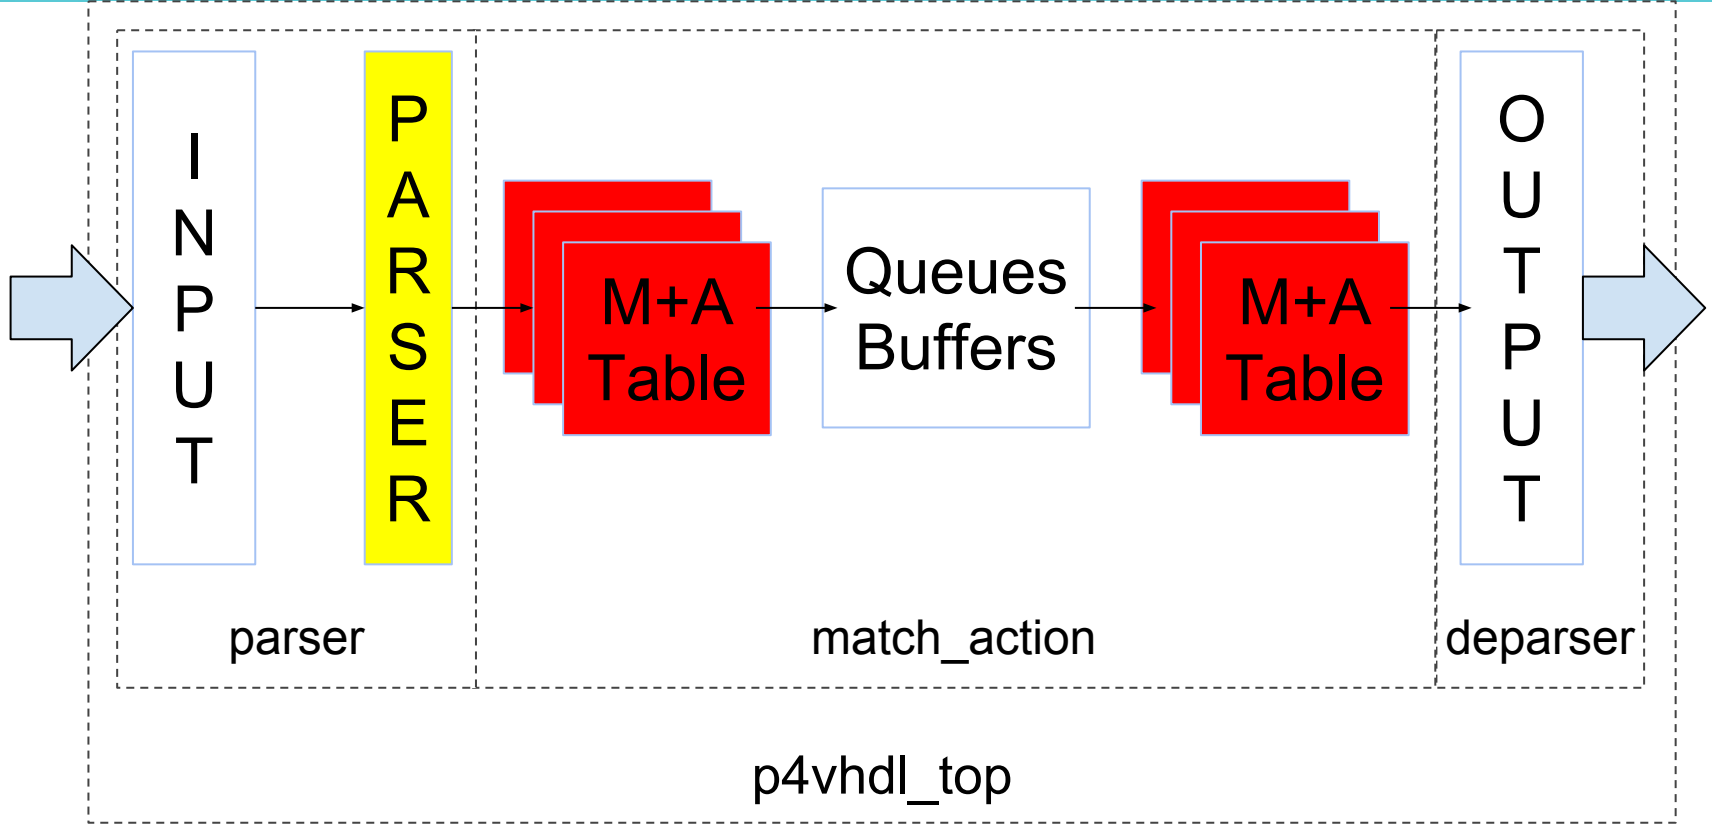 INPUT
PARSER
M+A
Table
Queues
Buffers
M+A
Table
OUTPUT
parser
match_action
deparser
p4vhdl_top